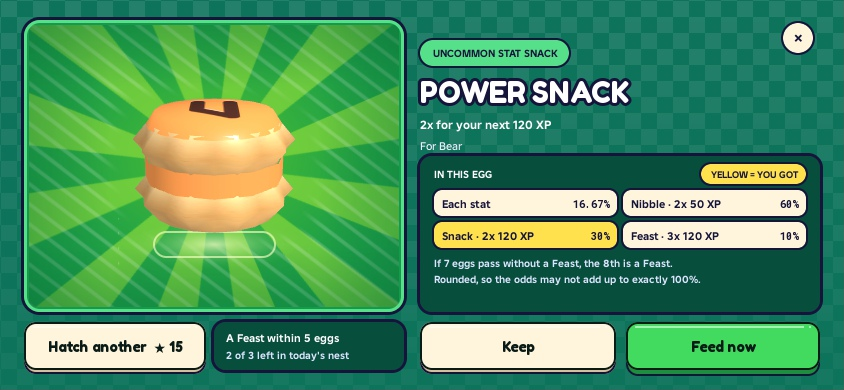 UNCOMMON STAT SNACK
×
POWER SNACK
2x for your next 120 XP
For Bear
IN THIS EGG
YELLOW = YOU GOT
Each stat 16.67%
Nibble · 2x 50 XP 60%
Snack · 2x 120 XP 30%
Feast · 3x 120 XP 10%
If 7 eggs pass without a Feast, the 8th is a Feast.
Rounded, so the odds may not add up to exactly 100%.
Hatch another ★ 15
A Feast within 5 eggs
2 of 3 left in today's nest
Keep
Feed now